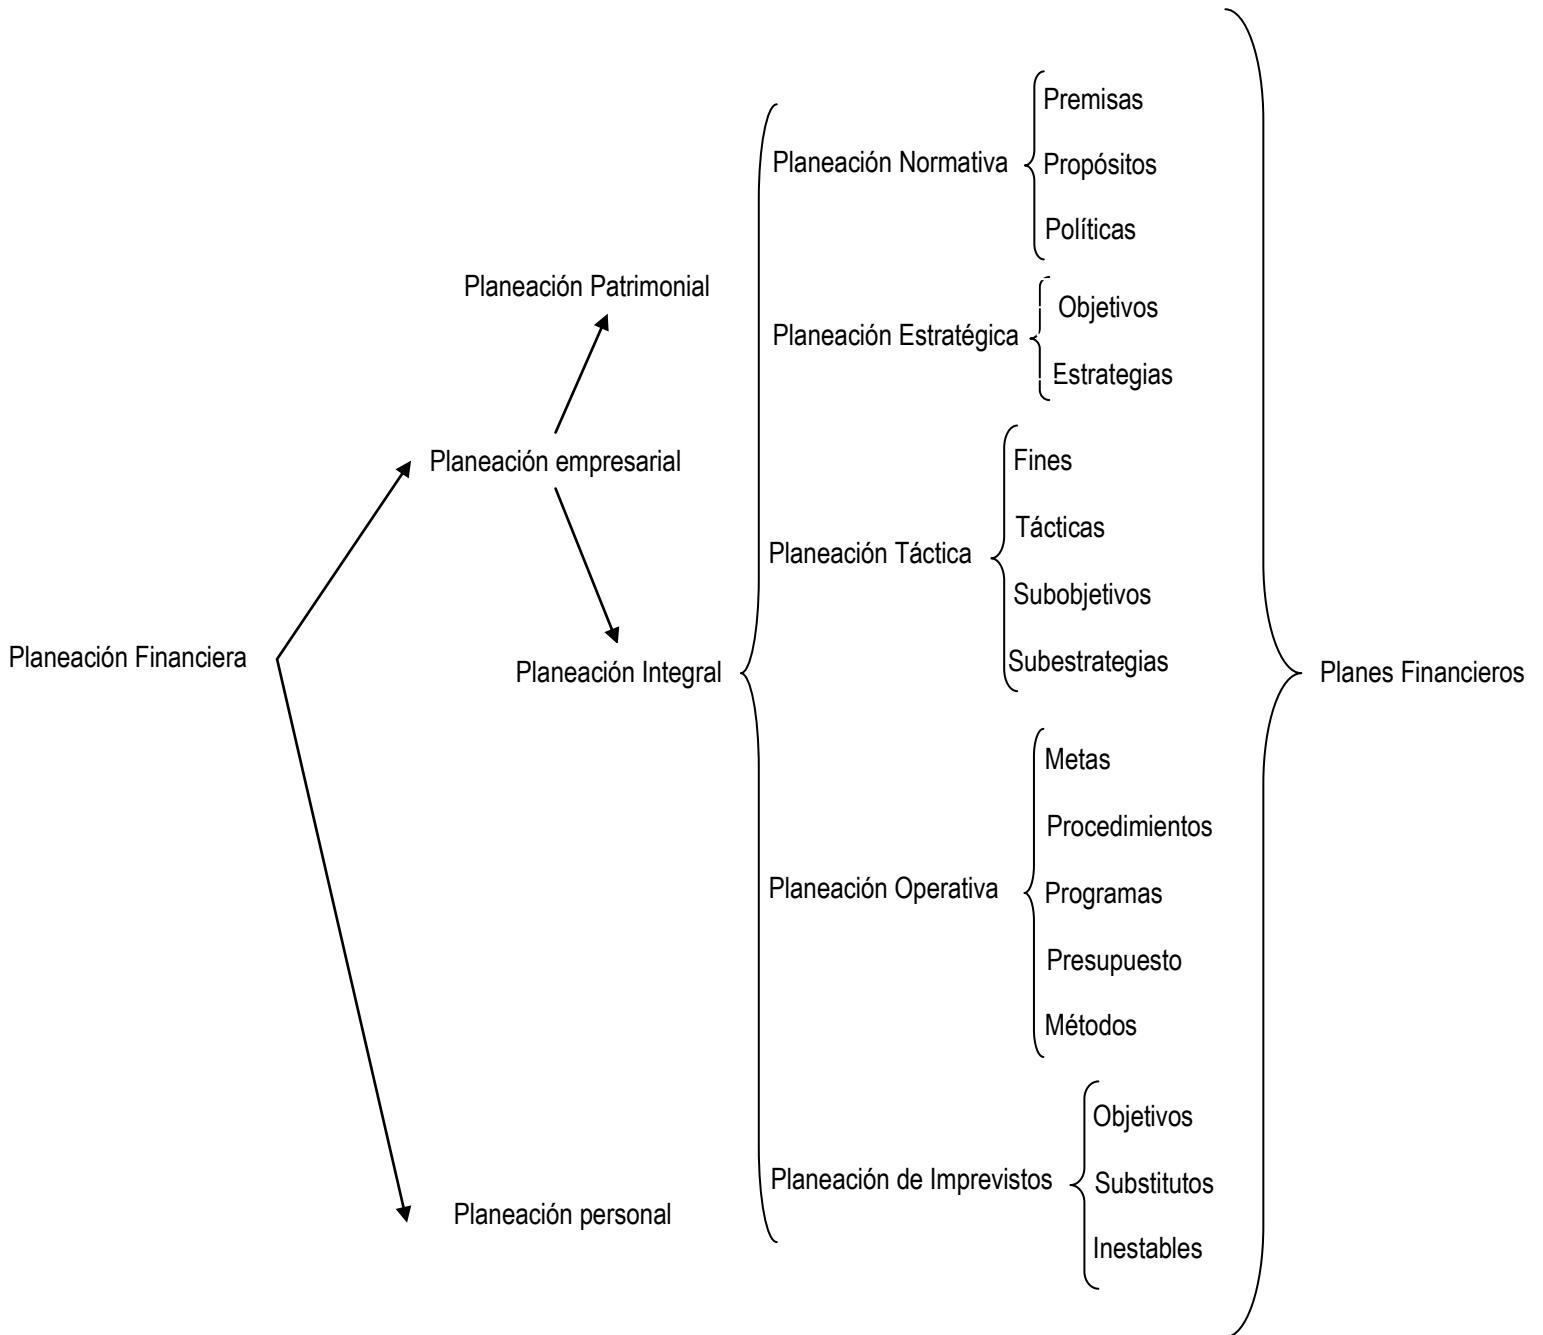 Planeación Financiera
Planeación empresarial
Planeación Patrimonial
Planeación Integral
Planeación personal
Planeación Normativa
Premisas
Propósitos
Políticas
Planeación Estratégica
Objetivos
Estrategias
Planeación Táctica
Fines
Tácticas
Subobjetivos
Subestrategias
Planeación Operativa
Metas
Procedimientos
Programas
Presupuesto
Métodos
Planeación de Imprevistos
Objetivos
Substitutos
Inestables
Planes Financieros